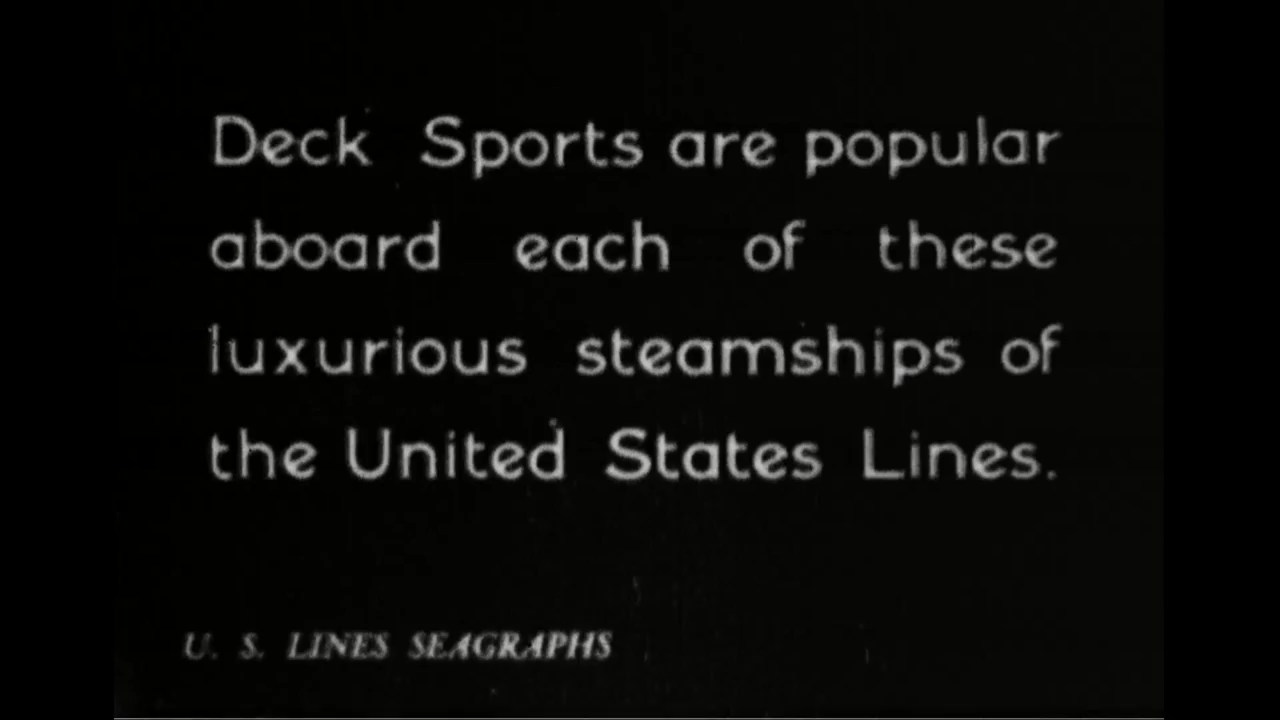 Deck Sports are popular
aboard each of these
luxurious steamships of
the United States Lines.
U. S. LINES SEAGRAPHS